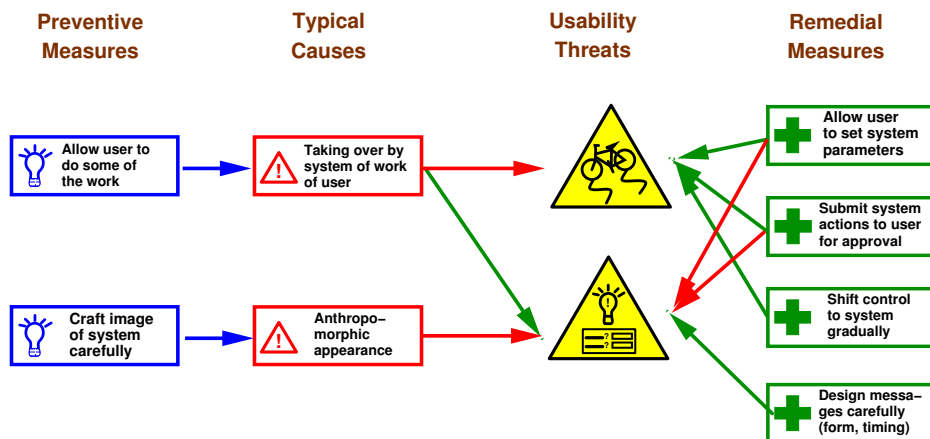 Preventive
Measures
Typical
Causes
Usability
Threats
Remedial
Measures
Allow user to
do some of
the work
Taking over by
system of work
of user
!
Allow user
to set system
parameters
Submit system
actions to user
for approval
Craft image
of system
carefully
Anthropo−
morphic
appearance
!
!
?
?
Shift control
to system
gradually
Design messa−
ges carefully
(form, timing)